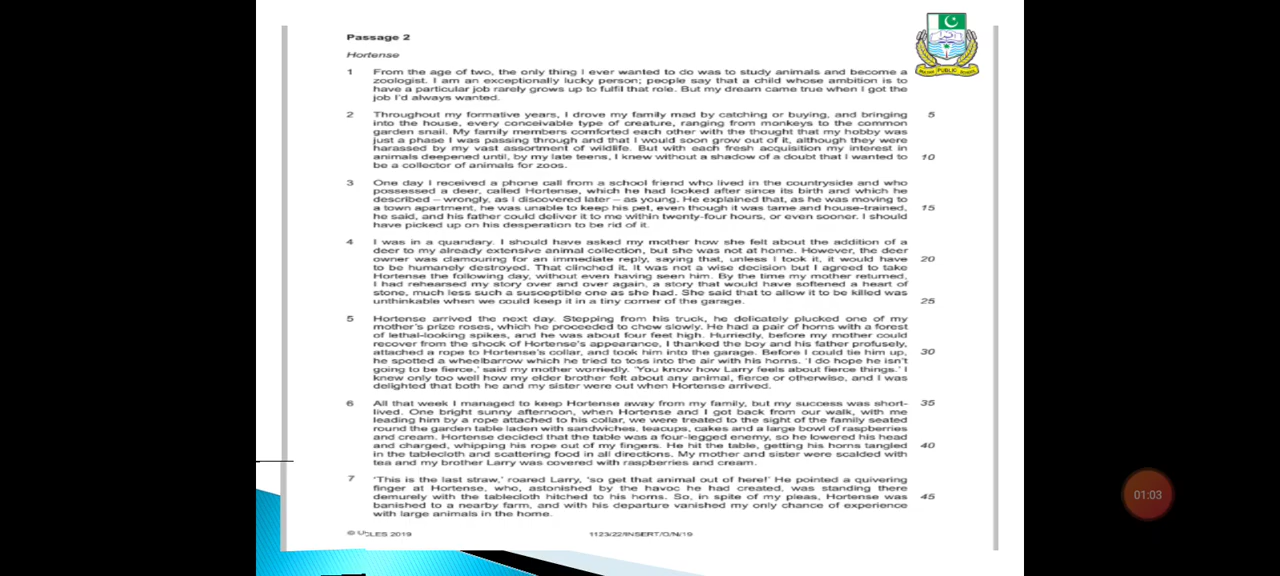 Passage 2
Hortense
1 From the age of two, the only thing I ever wanted to do was to study animals and become a
zoologist. I am an exceptionally lucky person; people say that a child whose ambition is to
have a particular job rarely grows up to fulfil that role. But my dream came true when I got the
job I'd always wanted.
2 Throughout my formative years, I drove my family mad by catching or buying, and bringing 5
into the house, every conceivable type of creature, ranging from monkeys to the common
garden snail. My family members comforted each other with the thought that my hobby was
just a phase I was passing through and that I would soon grow out of it, although they were
harassed by my vast assortment of wildlife. But with each fresh acquisition my interest in
animals deepened until, by my late teens, I knew without a shadow of a doubt that I wanted to 10
be a collector of animals for zoos.
3 One day I received a phone call from a school friend who lived in the countryside and who
possessed a deer, called Hortense, which he had looked after since its birth and which he
described – wrongly, as I discovered later – as young. He explained that, as he was moving to
a town apartment, he was unable to keep his pet, even though it was tame and house-trained, 15
he said, and his father could deliver it to me within twenty-four hours, or even sooner. I should
have picked up on his desperation to be rid of it.
4 I was in a quandary. I should have asked my mother how she felt about the addition of a
deer to my already extensive animal collection, but she was not at home. However, the deer
owner was clamouring for an immediate reply, saying that, unless I took it, it would have 20
to be humanely destroyed. That clinched it. It was not a wise decision but I agreed to take
Hortense the following day, without even having seen him. By the time my mother returned,
I had rehearsed my story over and over again, a story that would have softened a heart of
stone, much less such a susceptible one as she had. She said that to allow it to be killed was
unthinkable when we could keep it in a tiny corner of the garage. 25
5 Hortense arrived the next day. Stepping from his truck, he delicately plucked one of my
mother's prize roses, which he proceeded to chew slowly. He had a pair of horns with a forest
of lethal-looking spikes, and he was about four feet high. Hurriedly, before my mother could
recover from the shock of Hortense's appearance, I thanked the boy and his father profusely,
attached a rope to Hortense's collar, and took him into the garage. Before I could tie him up, 30
he spotted a wheelbarrow which he tried to toss into the air with his horns. 'I do hope he isn't
going to be fierce,' said my mother worriedly. 'You know how Larry feels about fierce things.' I
knew only too well how my elder brother felt about any animal, fierce or otherwise, and I was
delighted that both he and my sister were out when Hortense arrived.
6 All that week I managed to keep Hortense away from my family, but my success was short- 35
lived. One bright sunny afternoon, when Hortense and I got back from our walk, with me
leading him by a rope attached to his collar, we were treated to the sight of the family seated
round the garden table laden with sandwiches, teacups, cakes and a large bowl of raspberries
and cream. Hortense decided that the table was a four-legged enemy, so he lowered his head
and charged, whipping his rope out of my fingers. He hit the table, getting his horns tangled 40
in the tablecloth and scattering food in all directions. My mother and sister were scalded with
tea and my brother Larry was covered with raspberries and cream.
7 'This is the last straw,' roared Larry, 'so get that animal out of here!' He pointed a quivering
finger at Hortense, who, astonished by the havoc he had created, was standing there
demurely with the tablecloth hitched to his horns. So, in spite of my pleas, Hortense was 45
banished to a nearby farm, and with his departure vanished my only chance of experience
with large animals in the home.
© UCLES 2019 1123/22/INSERT/O/N/19
PUBLIC
01:03